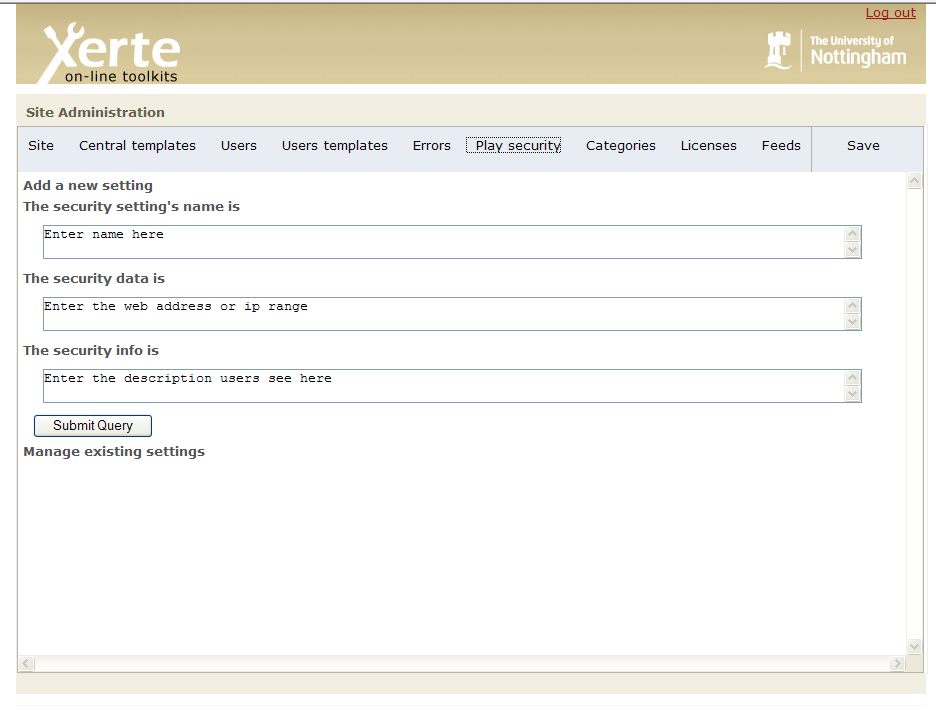 Log out
Xerte
on-line toolkits
The University of
Nottingham
Site Administration
Site Central templates Users Users templates Errors Play security Categories Licenses Feeds Save
Add a new setting
The security setting's name is
Enter name here
The security data is
Enter the web address or ip range
The security info is
Enter the description users see here
Submit Query
Manage existing settings